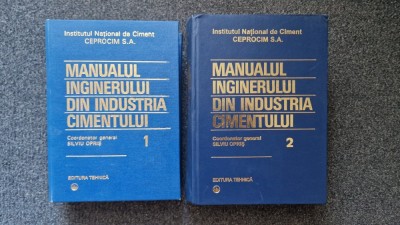 Institutul Național de Ciment
CEPROCIM S.A.
MANUALUL
INGINERULUI
DIN INDUSTRIA
CIMENTULUI
Coordonator general
SILVIU OPRIȘ
1
EDITURA TEHNICĂ
Institutul Național de Ciment
CEPROCIM S.A.
MANUALUL
INGINERULUI
DIN INDUSTRIA
CIMENTULUI
Coordonator general
SILVIU OPRIȘ
2
EDITURA TEHNICĂ